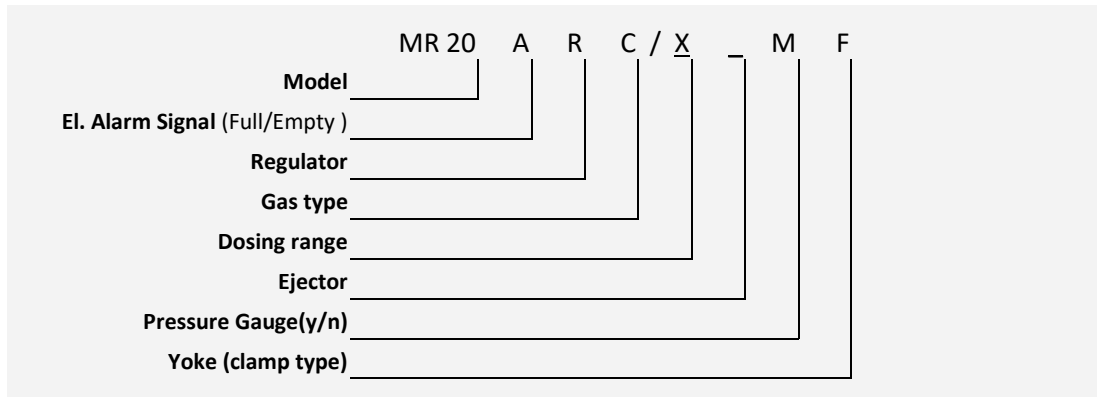 MR 20 A R C / X _ M F
Model
El. Alarm Signal (Full/Empty )
Regulator
Gas type
Dosing range
Ejector
Pressure Gauge(y/n)
Yoke (clamp type)